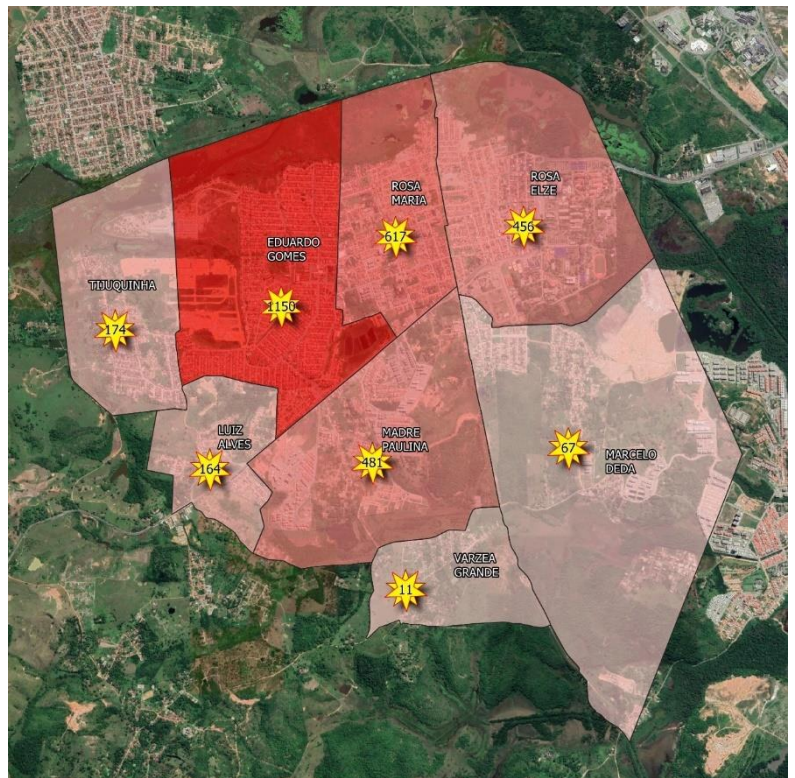 ROSA
MARIA
617
ROSA
ELZE
456
EDUARDO
GOMES
1150
TIJUQUINHA
174
LUIZ
ALVES
164
MADRE
PAULINA
481
67
MARCELO
DEDA
VARZEA
GRANDE
11